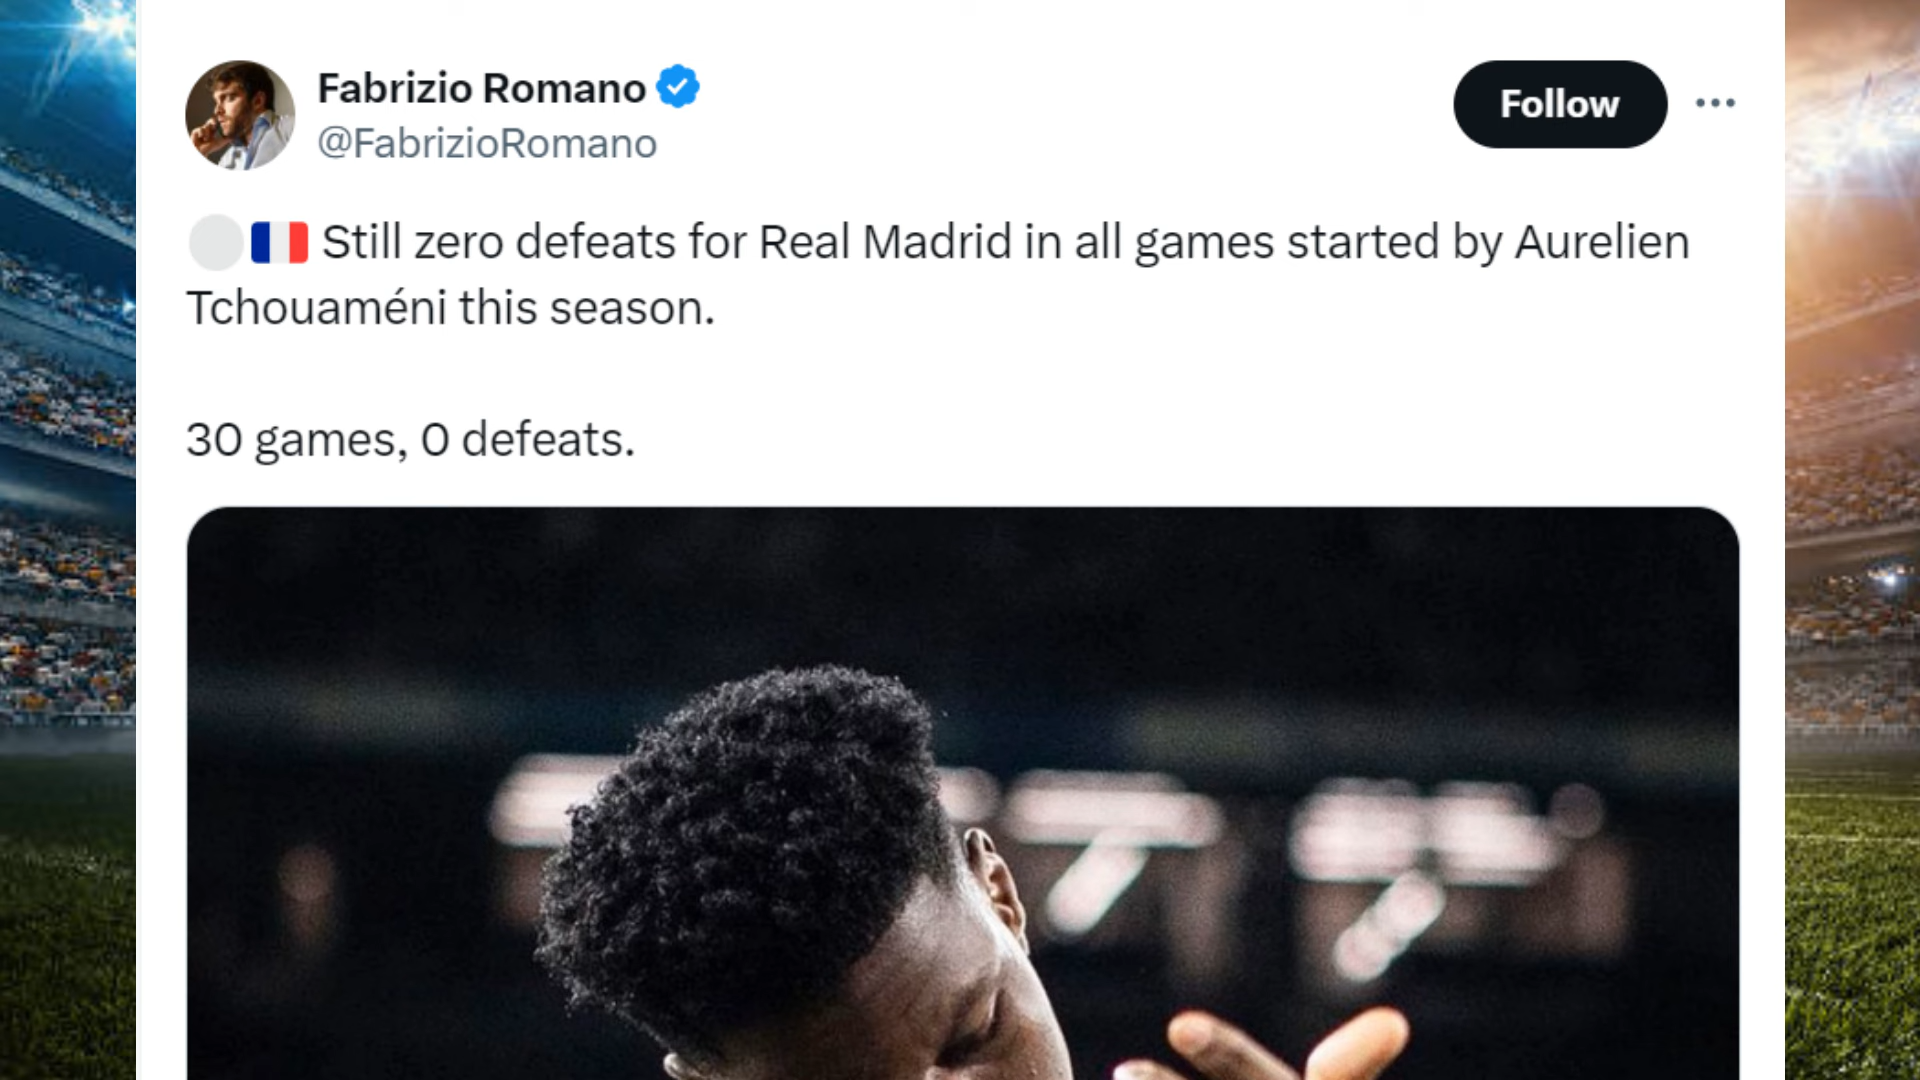 Fabrizio Romano
@FabrizioRomano
Follow
⚪🇫🇷 Still zero defeats for Real Madrid in all games started by Aurelien
Tchouaméni this season.
30 games, 0 defeats.